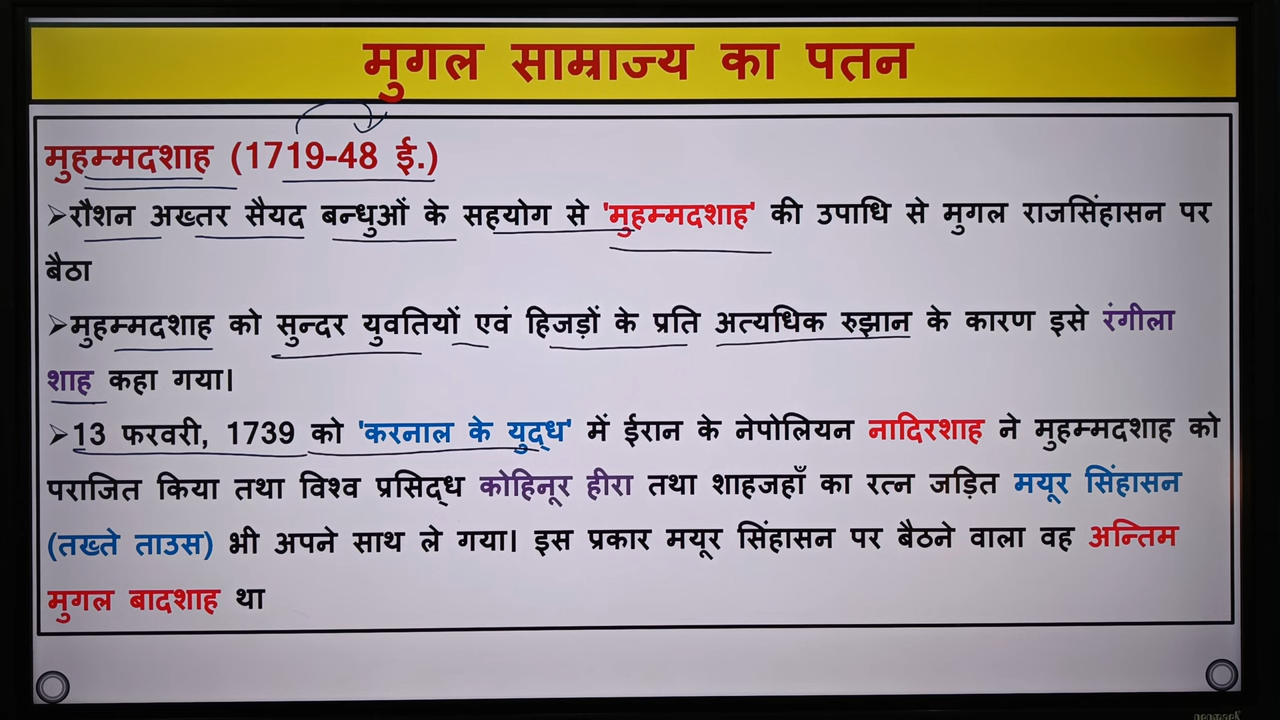 मुगल साम्राज्य का पतन
मुहम्मदशाह (1719-48 ई.)
➢रौशन अख्तर सैयद बन्धुओं के सहयोग से 'मुहम्मदशाह' की उपाधि से मुगल राजसिंहासन पर
बैठा
➢मुहम्मदशाह को सुन्दर युवतियों एवं हिजड़ों के प्रति अत्यधिक रुझान के कारण इसे रंगीला
शाह कहा गया।
➢13 फरवरी, 1739 को 'करनाल के युद्ध' में ईरान के नेपोलियन नादिरशाह ने मुहम्मदशाह को
पराजित किया तथा विश्व प्रसिद्ध कोहिनूर हीरा तथा शाहजहाँ का रत्न जड़ित मयूर सिंहासन
(तख्ते ताउस) भी अपने साथ ले गया। इस प्रकार मयूर सिंहासन पर बैठने वाला वह अन्तिम
मुगल बादशाह था